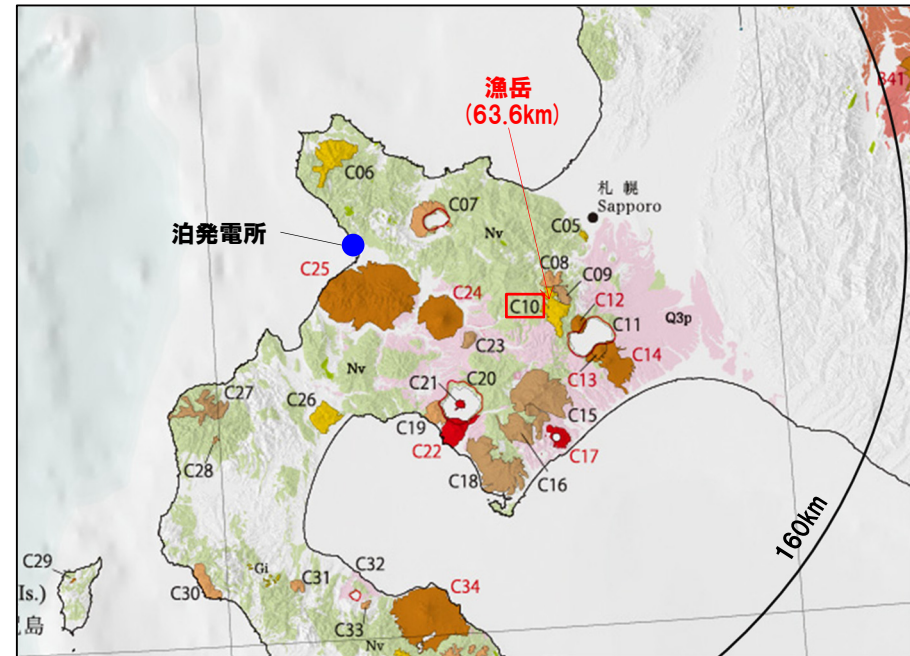 漁岳
(63.6km)
B41
C06
札 幌
Sapporo
C07
C05
Nv
泊発電所
C25
C08
C09
C24
C10
C12
C11
Q3p
C23
C14
C13
Nv
C21
C20
C27
C26
C15
C19
C22
C17
C28
C18
C16
160km
C29
C32
Gi
C31
C34
Is.)
C30
C33
島
Nv